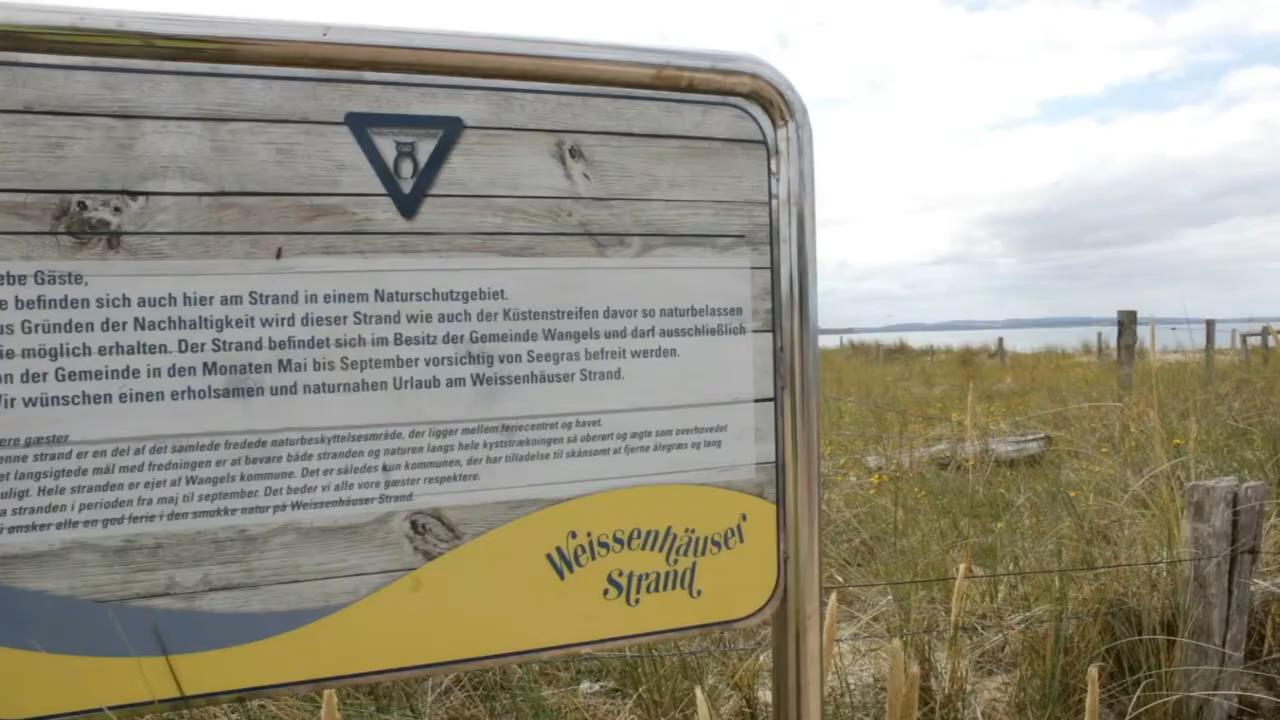 ebe Gäste,
e befinden sich auch hier am Strand in einem Naturschutzgebiet.
us Gründen der Nachhaltigkeit wird dieser Strand wie auch der Küstenstreifen davor so naturbelassen
ie möglich erhalten. Der Strand befindet sich im Besitz der Gemeinde Wangels und darf ausschließlich
on der Gemeinde in den Monaten Mai bis September vorsichtig von Seegras befreit werden.
ir wünschen einen erholsamen und naturnahen Urlaub am Weissenhäuser Strand.
ere gæster
enne strand er en del af det samlede fredede naturbeskyttelsesmråde, der ligger mellem feriecentret og havet.
et langsigtede mål med fredningen er at bevare både stranden og naturen langs hele kyststrækningen så uberørt og ægte som overhovedet
uligt. Hele stranden er ejet af Wangels kommune. Det er således kun kommunen, der har tilladelse til skånsomt at fjerne ålegræs og tang
a stranden i perioden fra maj til september. Det beder vi alle vore gæster respektere.
i ønsker alle en god ferie i den smukke natur på Weissenhäuser Strand.
Weissenhäuser
Strand